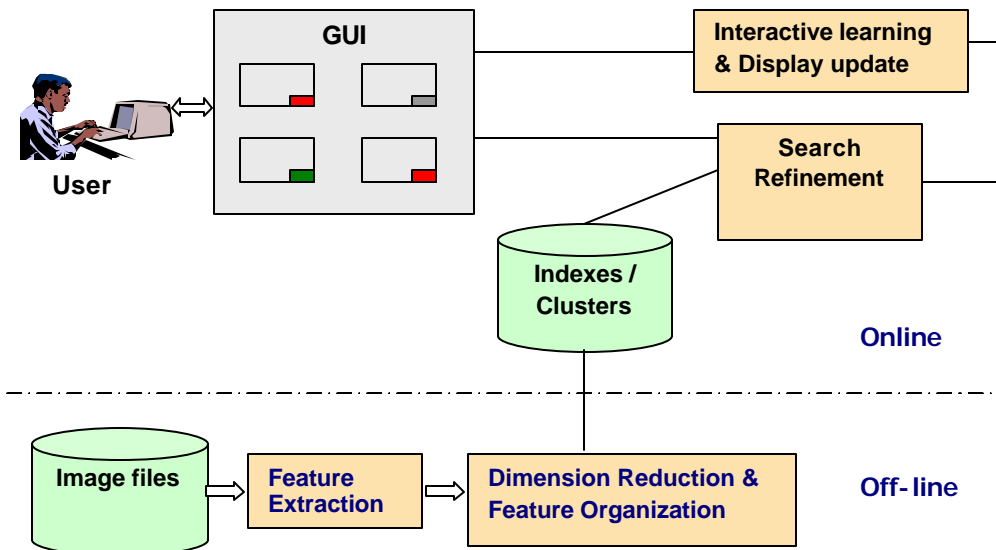 GUI
Interactive learning
& Display update
User
Search
Refinement
Indexes /
Clusters
Online
Image files
Feature
Extraction
Dimension Reduction &
Feature Organization
Off-line